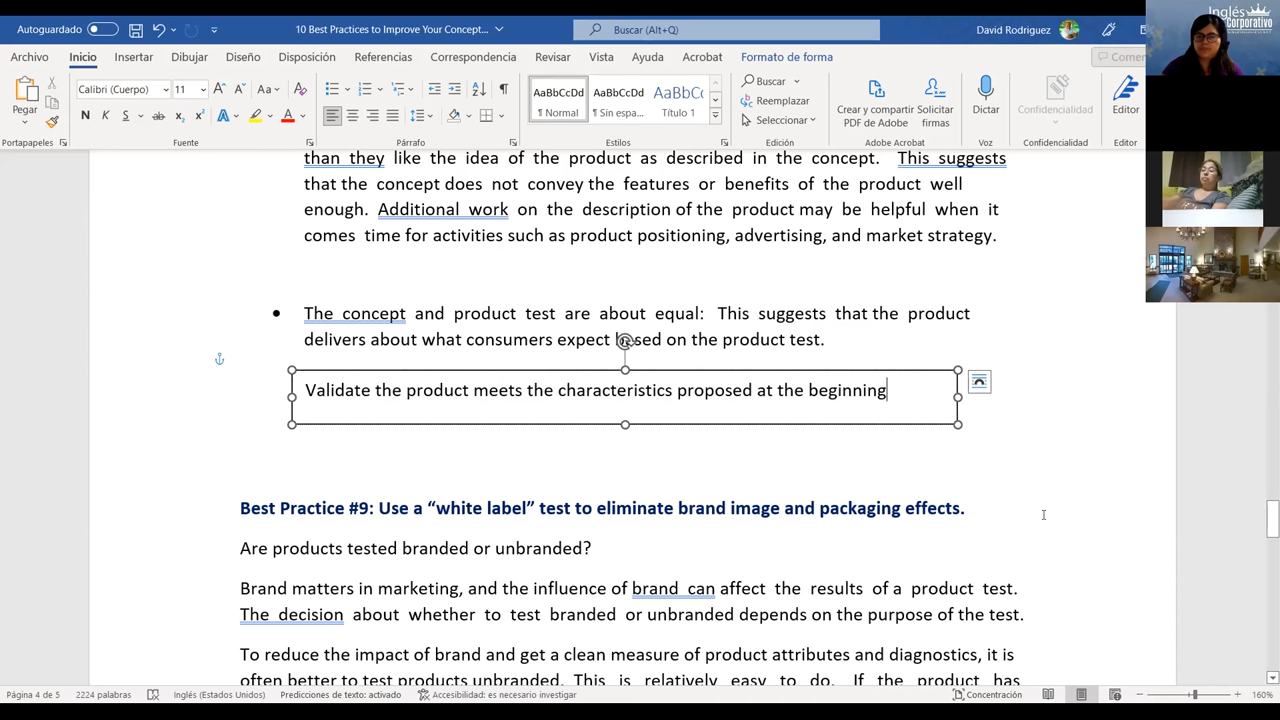 Autoguardado
10 Best Practices to Improve Your Concept...
Buscar (Alt+Q)
David Rodriguez
Inglés
Corporativo
Archivo Inicio Insertar Dibujar Diseño Disposición Referencias Correspondencia Revisar Vista Ayuda Acrobat Formato de forma
Comen
Pegar
Calibri (Cuerpo) 11
Aa
N K S ab x₂ x² A A
AaBbCcDd AaBbCcDd AaBbCcD
¶ Normal ¶ Sin espa... Título 1
Buscar
Reemplazar
Seleccionar
Crear y compartir PDF de Adobe
Solicitar firmas
Dictar
Confidencialidad
Editor
Portapapeles Fuente Párrafo Estilos Edición Adobe Acrobat Voz Confidencialidad Editor
than they like the idea of the product as described in the concept. This suggests
that the concept does not convey the features or benefits of the product well
enough. Additional work on the description of the product may be helpful when it
comes time for activities such as product positioning, advertising, and market strategy.
• The concept and product test are about equal: This suggests that the product
delivers about what consumers expect based on the product test.
Validate the product meets the characteristics proposed at the beginning
Best Practice #9: Use a “white label” test to eliminate brand image and packaging effects.
Are products tested branded or unbranded?
Brand matters in marketing, and the influence of brand can affect the results of a product test.
The decision about whether to test branded or unbranded depends on the purpose of the test.
To reduce the impact of brand and get a clean measure of product attributes and diagnostics, it is
often better to test products unbranded. This is relatively easy to do. If the product has
Página 4 de 5 2224 palabras Inglés (Estados Unidos) Predicciones de texto: activado Accesibilidad: es necesario investigar Concentración 160%